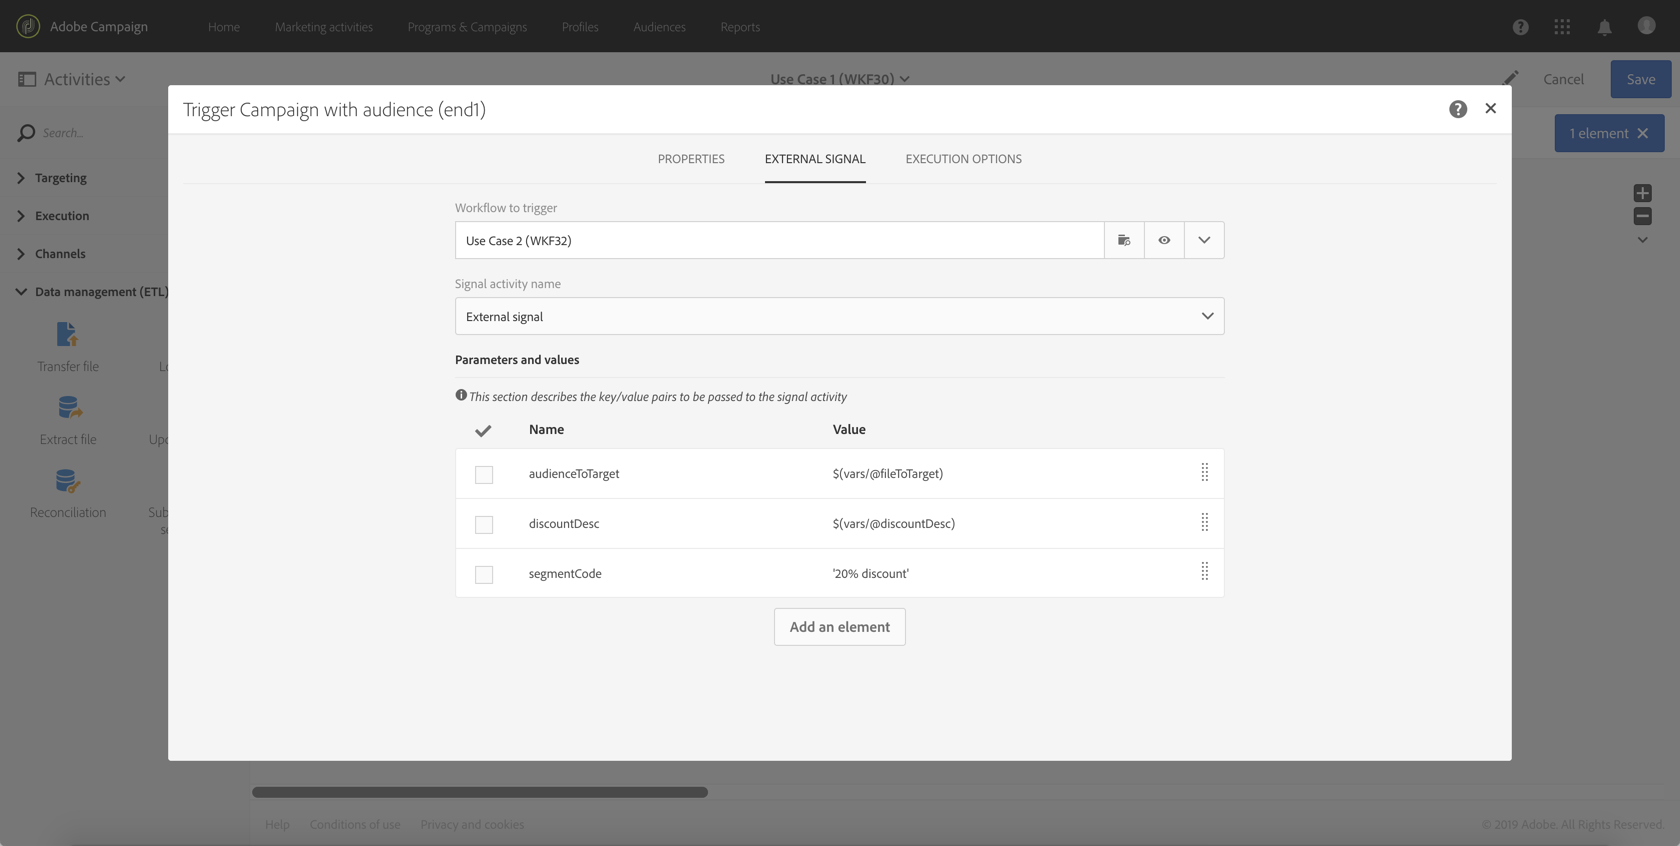 Adobe Campaign Home Marketing activities Programs & Campaigns Profiles Audiences Reports
Activities Use Case 1 (WKF30) Cancel Save
Trigger Campaign with audience (end1)
Search...
1 element
PROPERTIES EXTERNAL SIGNAL EXECUTION OPTIONS
Targeting
Execution
Channels
Data management (ETL)
Transfer file Lo
Extract file Upd
Reconciliation Sub
se
Workflow to trigger
Use Case 2 (WKF32)
Signal activity name
External signal
Parameters and values
This section describes the key/value pairs to be passed to the signal activity
Name Value
audienceToTarget $(vars/@fileToTarget)
discountDesc $(vars/@discountDesc)
segmentCode '20% discount'
Add an element
Help Conditions of use Privacy and cookies © 2019 Adobe. All Rights Reserved.